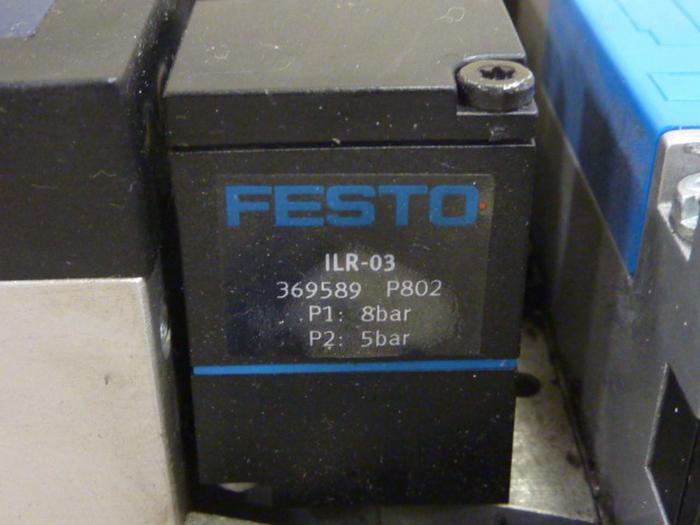 FESTO
ILR-03
369589 P802
P1: 8bar
P2: 5bar